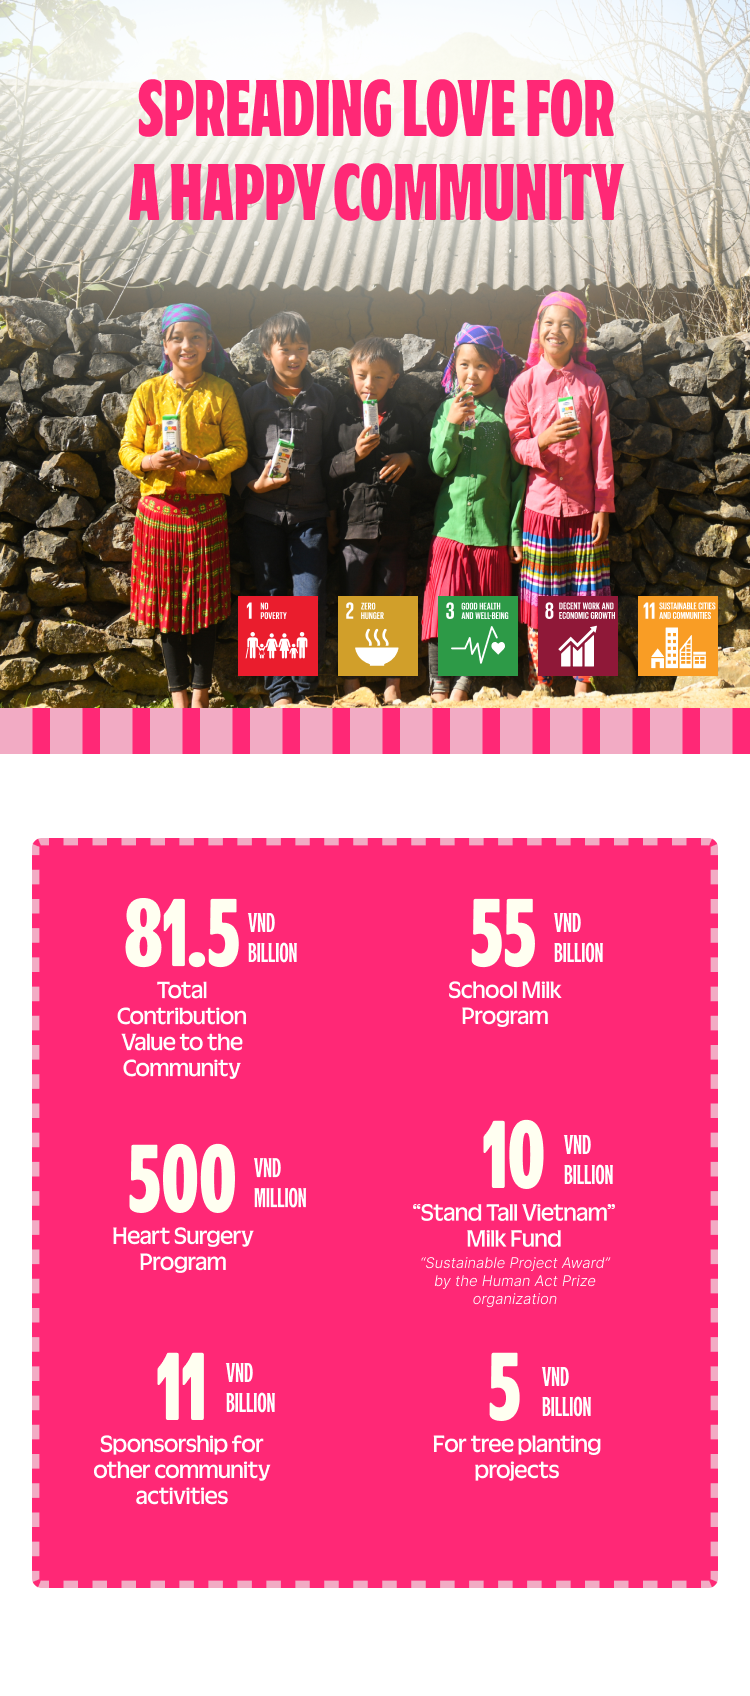 SPREADING LOVE FOR
A HAPPY COMMUNITY
1 NO
POVERTY
2 ZERO
HUNGER
3 GOOD HEALTH
AND WELL-BEING
8 DECENT WORK AND
ECONOMIC GROWTH
11 SUSTAINABLE CITIES
AND COMMUNITIES
81.5 VND
BILLION
Total
Contribution
Value to the
Community
55 VND
BILLION
School Milk
Program
500 VND
MILLION
Heart Surgery
Program
10 VND
BILLION
“Stand Tall Vietnam”
Milk Fund
“Sustainable Project Award”
by the Human Act Prize
organization
11 VND
BILLION
Sponsorship for
other community
activities
5 VND
BILLION
For tree planting
projects